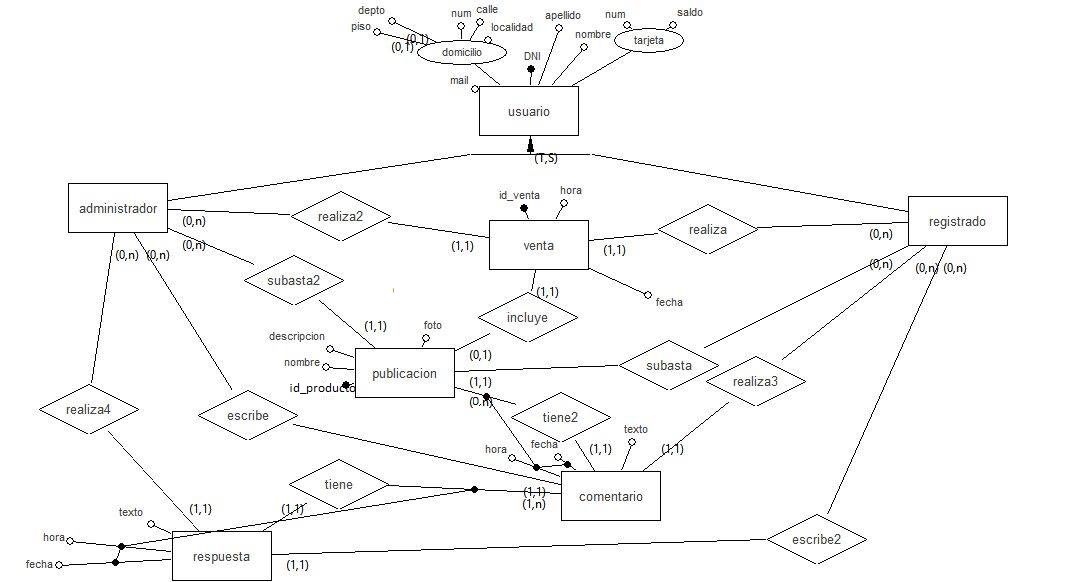 depto
num
calle
apellido
num
saldo
piso
(0,1)
(0,1)
domicilio
localidad
nombre
tarjeta
mail
DNI
usuario
(T,S)
administrador
realiza2
id_venta
hora
realiza
registrado
(0,n)
(1,1)
venta
(1,1)
(0,n)
(0,n)
(0,n)
(0,n)
subasta2
(1,1)
fecha
(0,n)
(0,n)
(0,n)
(1,1)
incluye
descripcion
foto
nombre
publicacion
(0,1)
subasta
id_producto
(1,1)
(0,n)
realiza3
realiza4
escribe
tiene2
hora
fecha
(1,1)
texto
(1,1)
tiene
(1,1)
(1,n)
comentario
texto
(1,1)
(1,1)
hora
fecha
respuesta
(1,1)
escribe2